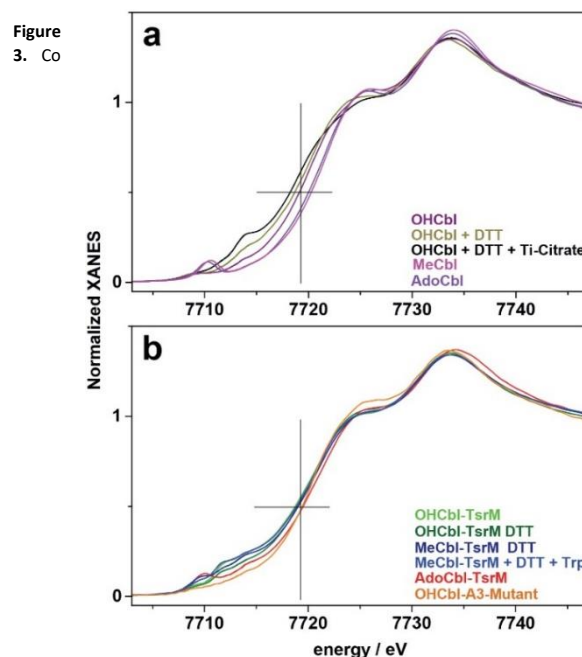 Figure
3. Co
a
1
0
OHCbl
OHCbl + DTT
OHCbl + DTT + Ti-Citrate
MeCbl
AdoCbl
7710 7720 7730 7740
Normalized XANES
b
1
0
OHCbl-TsrM
OHCbl-TsrM DTT
MeCbl-TsrM DTT
MeCbl-TsrM + DTT + Trp
AdoCbl-TsrM
OHCbl-A3-Mutant
7710 7720 7730 7740
energy / eV